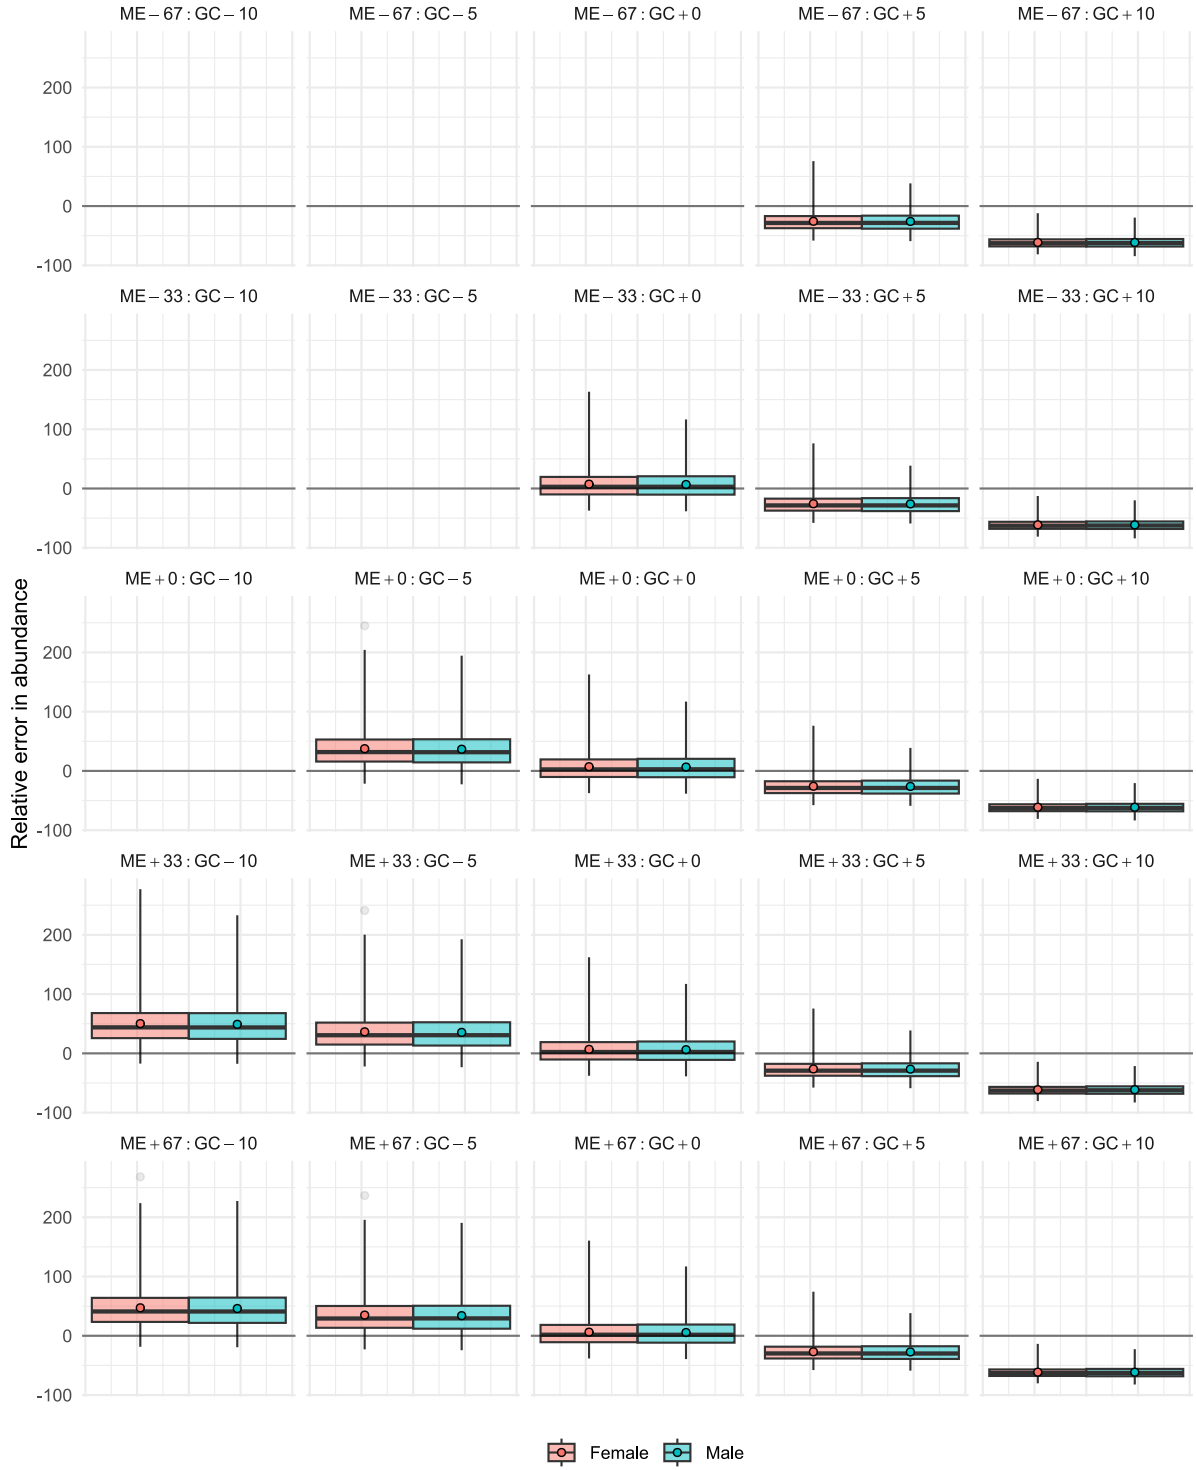 ME−67:GC−10 ME−67:GC−5 ME−67:GC+0 ME−67:GC+5 ME−67:GC+10
200
100
0
-100
ME−33:GC−10 ME−33:GC−5 ME−33:GC+0 ME−33:GC+5 ME−33:GC+10
200
100
0
-100
ME+0:GC−10 ME+0:GC−5 ME+0:GC+0 ME+0:GC+5 ME+0:GC+10
200
100
0
-100
Relative error in abundance
ME+33:GC−10 ME+33:GC−5 ME+33:GC+0 ME+33:GC+5 ME+33:GC+10
200
100
0
-100
ME+67:GC−10 ME+67:GC−5 ME+67:GC+0 ME+67:GC+5 ME+67:GC+10
200
100
0
-100
Female Male